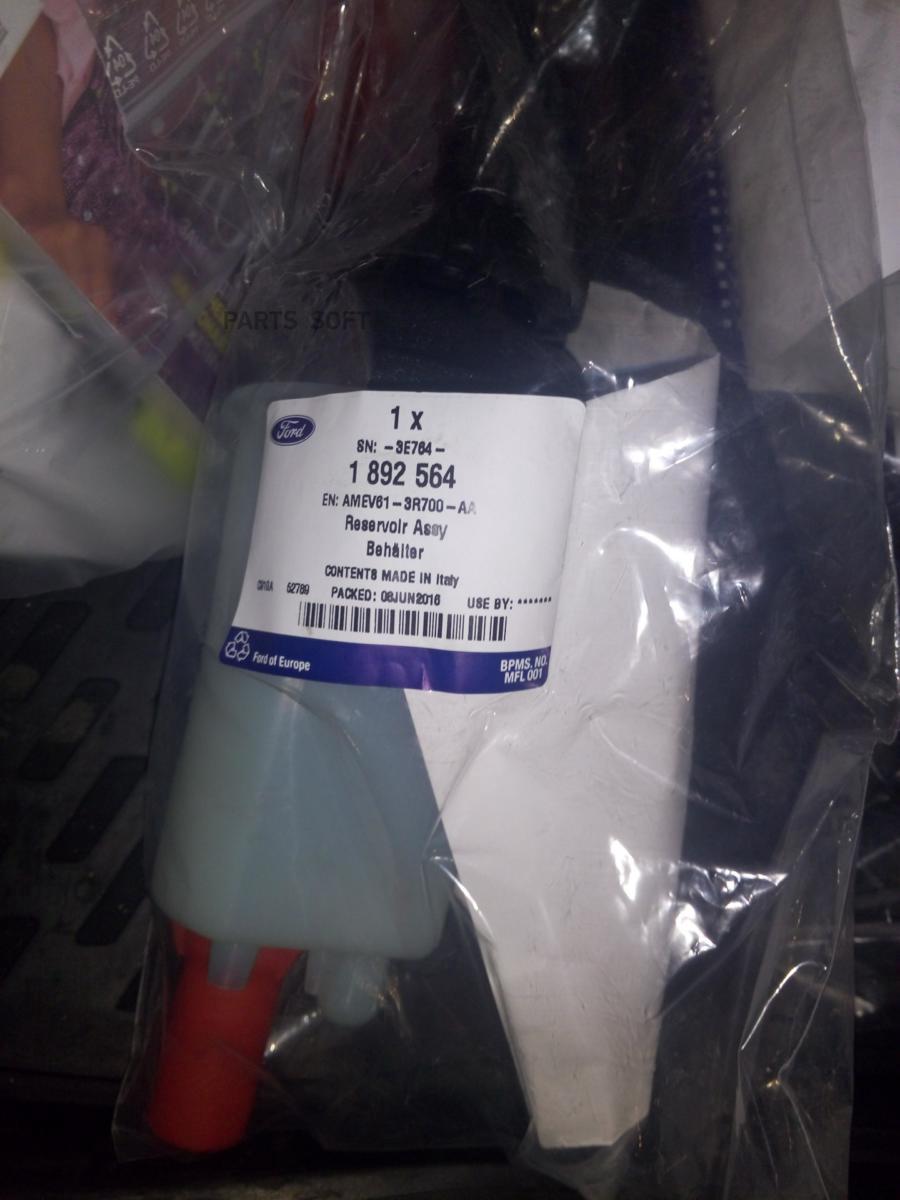 PARTS SOFT
Ford
1 x
SN: -3E764-
1 892 564
EN: AMEV61-3R700-AA
Reservoir Assy
Behälter
CONTENTS MADE IN Italy
52789 PACKED: 08JUN2016 USE BY: *******
Ford of Europe
BPMS. NO.
MFL 001